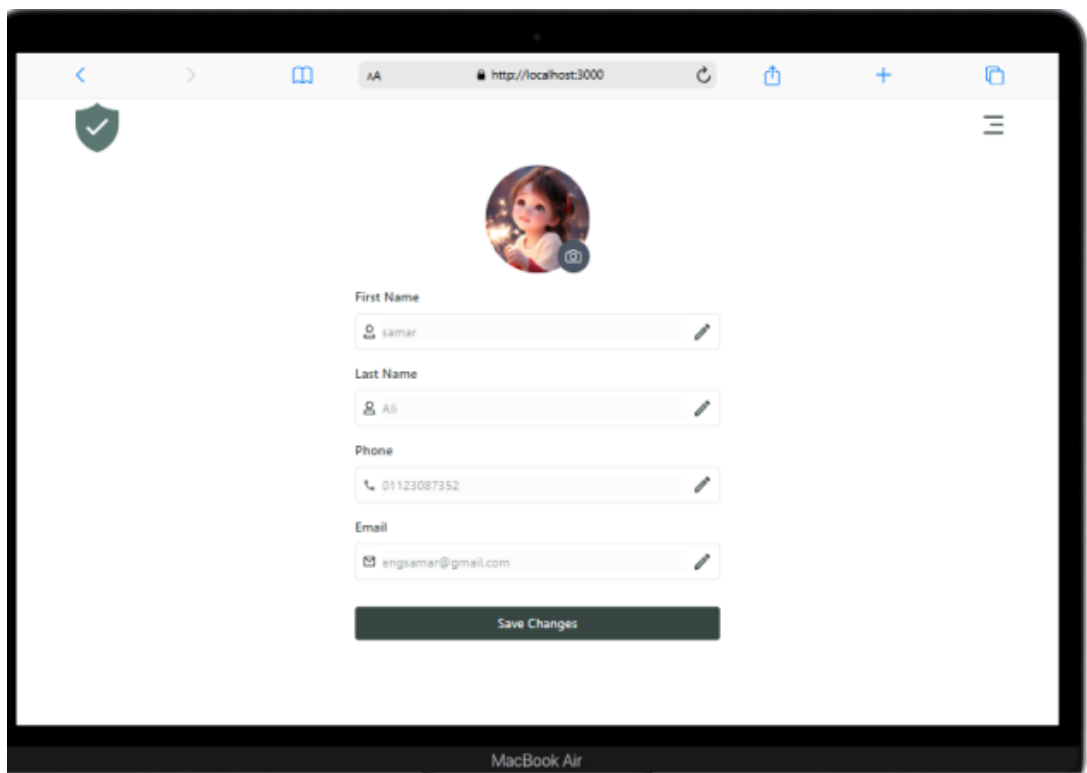 AA http://localhost:3000
First Name
samar
Last Name
Ali
Phone
01123087352
Email
engsamar@gmail.com
Save Changes
MacBook Air